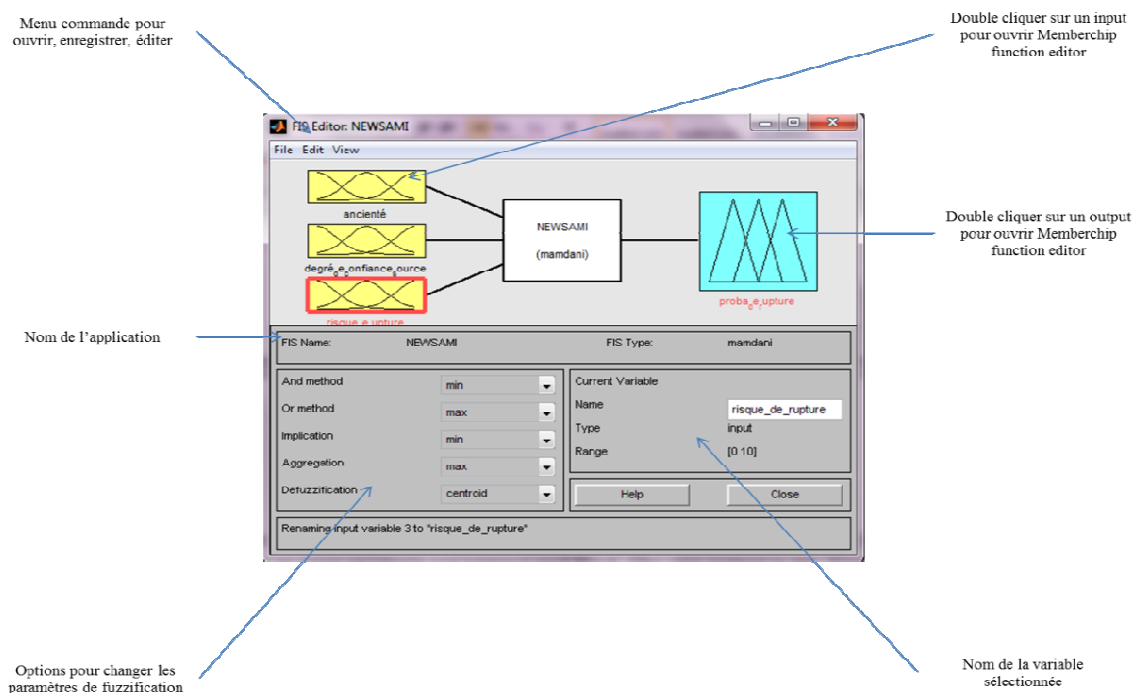 Menu commande pour
ouvrir, enregistrer, éditer
Double cliquer sur un input
pour ouvrir Memberchip
function editor
FIS Editor: NEWSAMI
File Edit View
ancienté
degré_de_confiance_source
risque_de_rupture
NEWSAMI
(mamdani)
proba_de_rupture
Double cliquer sur un output
pour ouvrir Memberchip
function editor
Nom de l’application
FIS Name: NEWSAMI FIS Type: mamdani
And method min
Or method max
Implication min
Aggregation max
Defuzzification centroid
Current Variable
Name risque_de_rupture
Type input
Range [0 10]
Help Close
Renaming input variable 3 to "risque_de_rupture"
Options pour changer les
paramètres de fuzzification
Nom de la variable
sélectionnée